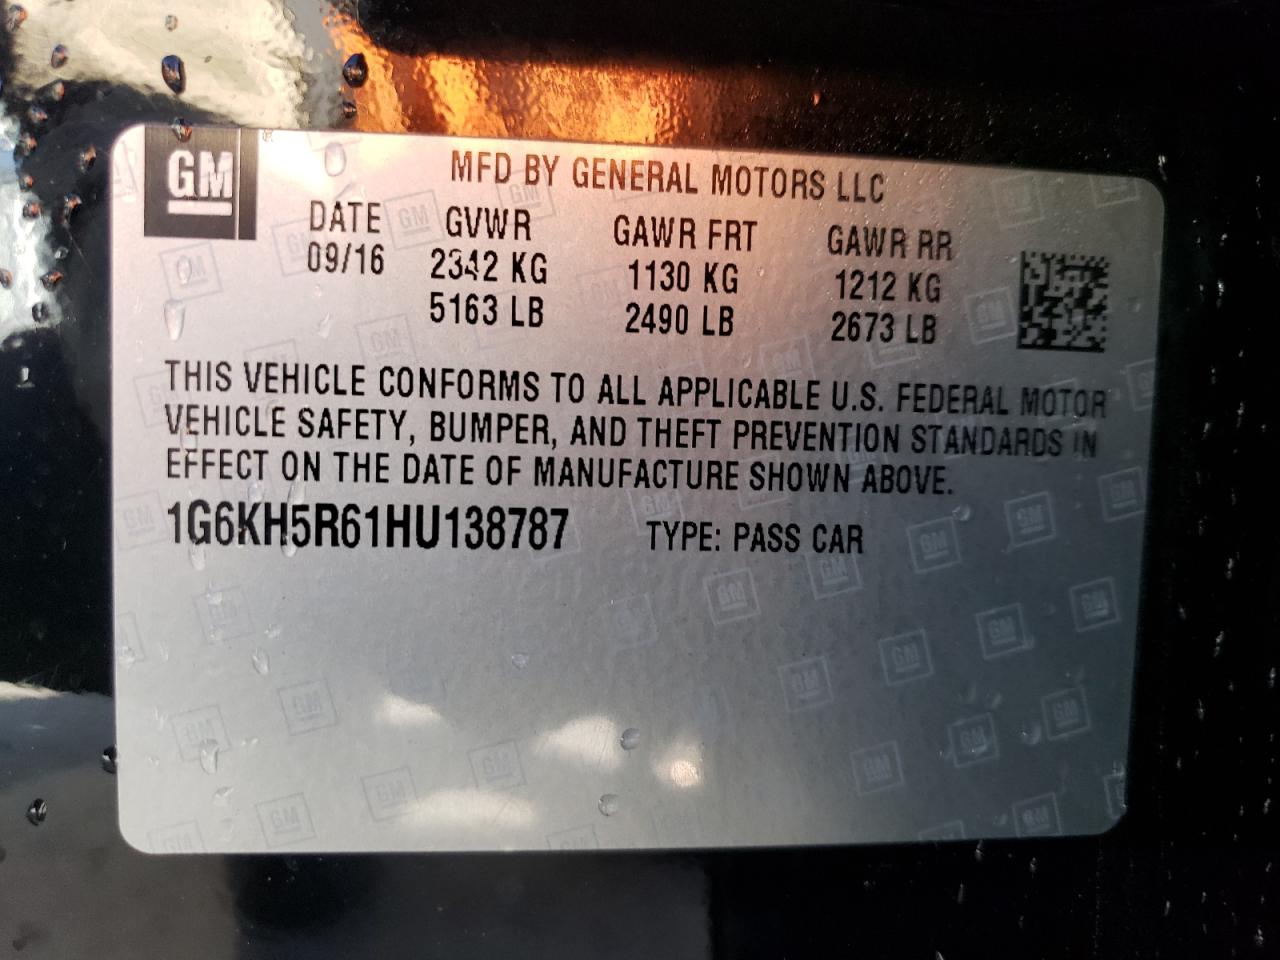 GM
MFD BY GENERAL MOTORS LLC
DATE GVWR GAWR FRT GAWR RR
09/16 2342 KG 1130 KG 1212 KG
5163 LB 2490 LB 2673 LB
THIS VEHICLE CONFORMS TO ALL APPLICABLE U.S. FEDERAL MOTOR
VEHICLE SAFETY, BUMPER, AND THEFT PREVENTION STANDARDS IN
EFFECT ON THE DATE OF MANUFACTURE SHOWN ABOVE.
1G6KH5R61HU138787 TYPE: PASS CAR